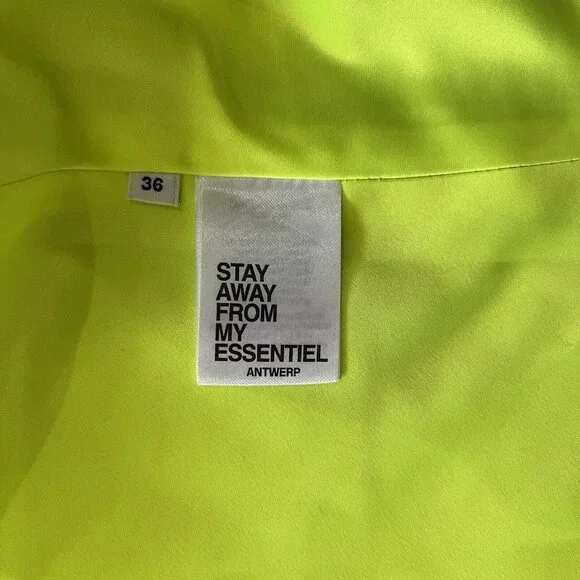 36
STAY
AWAY
FROM
MY
ESSENTIEL
ANTWERP